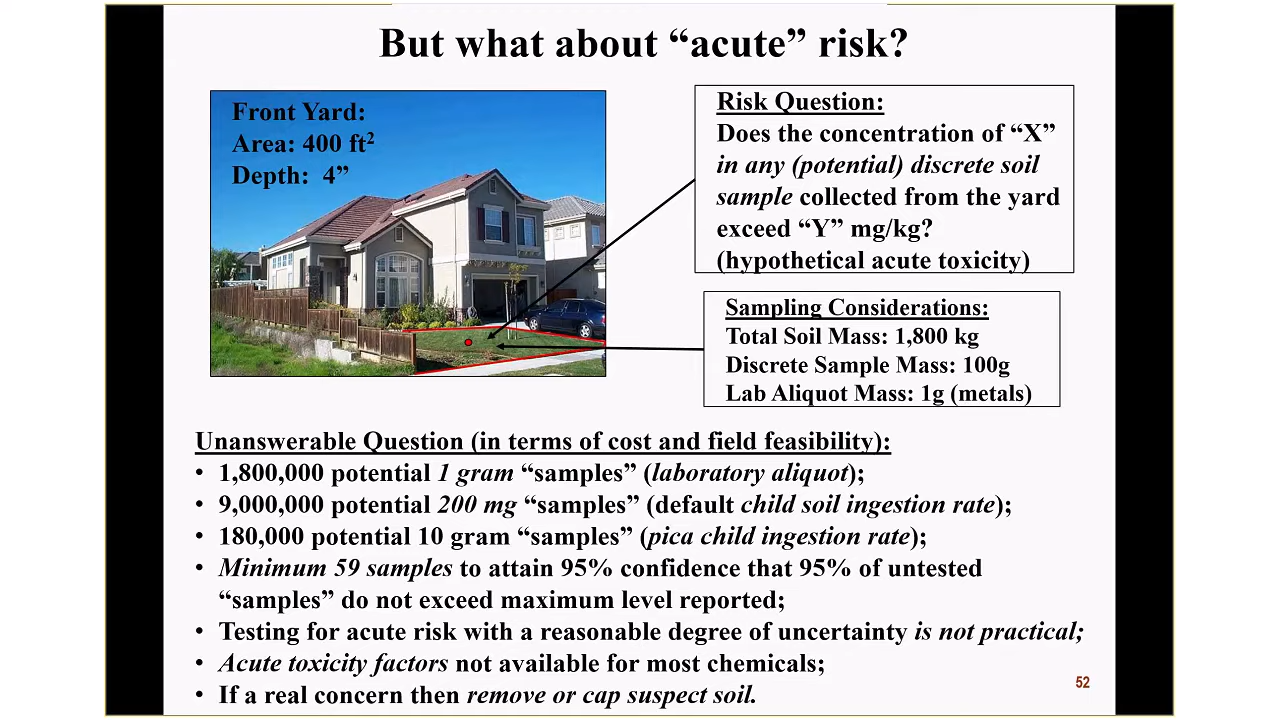 But what about “acute” risk?
Front Yard:
Area: 400 ft²
Depth: 4”
Risk Question:
Does the concentration of “X”
in any (potential) discrete soil
sample collected from the yard
exceed “Y” mg/kg?
(hypothetical acute toxicity)
Sampling Considerations:
Total Soil Mass: 1,800 kg
Discrete Sample Mass: 100g
Lab Aliquot Mass: 1g (metals)
Unanswerable Question (in terms of cost and field feasibility):
• 1,800,000 potential 1 gram “samples” (laboratory aliquot);
• 9,000,000 potential 200 mg “samples” (default child soil ingestion rate);
• 180,000 potential 10 gram “samples” (pica child ingestion rate);
• Minimum 59 samples to attain 95% confidence that 95% of untested
“samples” do not exceed maximum level reported;
• Testing for acute risk with a reasonable degree of uncertainty is not practical;
• Acute toxicity factors not available for most chemicals;
• If a real concern then remove or cap suspect soil.
52